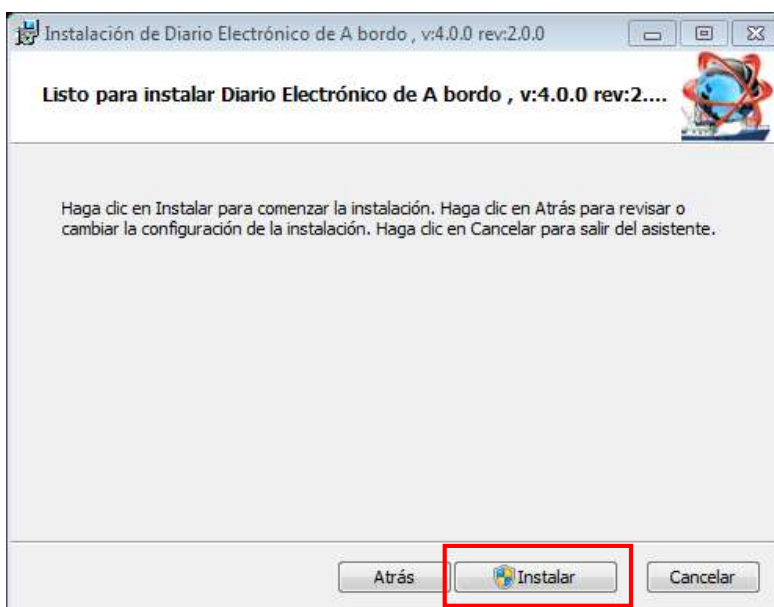 Instalación de Diario Electrónico de A bordo , v:4.0.0 rev:2.0.0
Listo para instalar Diario Electrónico de A bordo , v:4.0.0 rev:2....
Haga clic en Instalar para comenzar la instalación. Haga clic en Atrás para revisar o
cambiar la configuración de la instalación. Haga clic en Cancelar para salir del asistente.
Atrás Instalar Cancelar